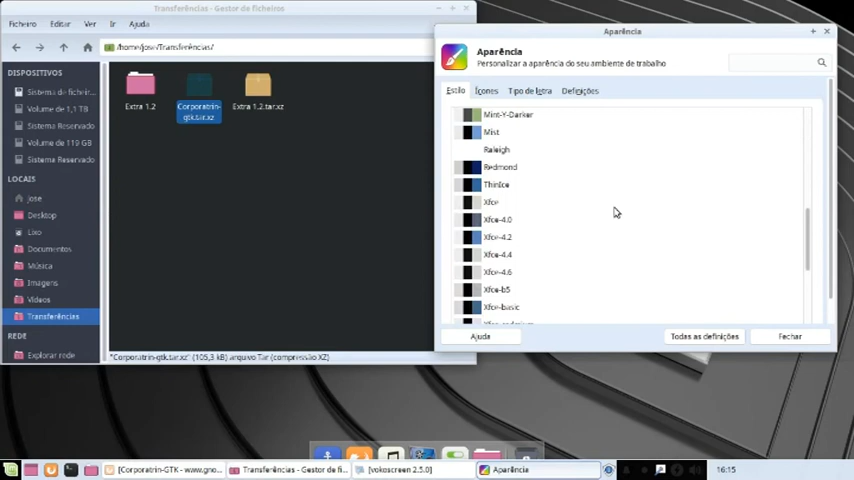 Transferências - Gestor de ficheiros
Ficheiro Editar Ver Ir Ajuda
/home/jose/Transferências/
DISPOSITIVOS
Sistema de ficheir...
Volume de 1,1 TB
Sistema Reservado
Volume de 119 GB
Sistema Reservado
LOCAIS
jose
Desktop
Lixo
Documentos
Música
Imagens
Vídeos
Transferências
REDE
Explorar rede
Extra 1.2
Corporatrin-
gtk.tar.xz
Extra 1.2.tar.xz
"Corporatrin-gtk.tar.xz" (105,3 kB) arquivo Tar (compressão XZ)
Aparência
Aparência
Personalizar a aparência do seu ambiente de trabalho
Estilo Ícones Tipo de letra Definições
Mint-Y-Darker
Mist
Raleigh
Redmond
ThinIce
Xfce
Xfce-4.0
Xfce-4.2
Xfce-4.4
Xfce-4.6
Xfce-b5
Xfce-basic
Ajuda Todas as definições Fechar
[Corporatrin-GTK - www.gno... Transferências - Gestor de fi... [vokoscreen 2.5.0] Aparência 16:15